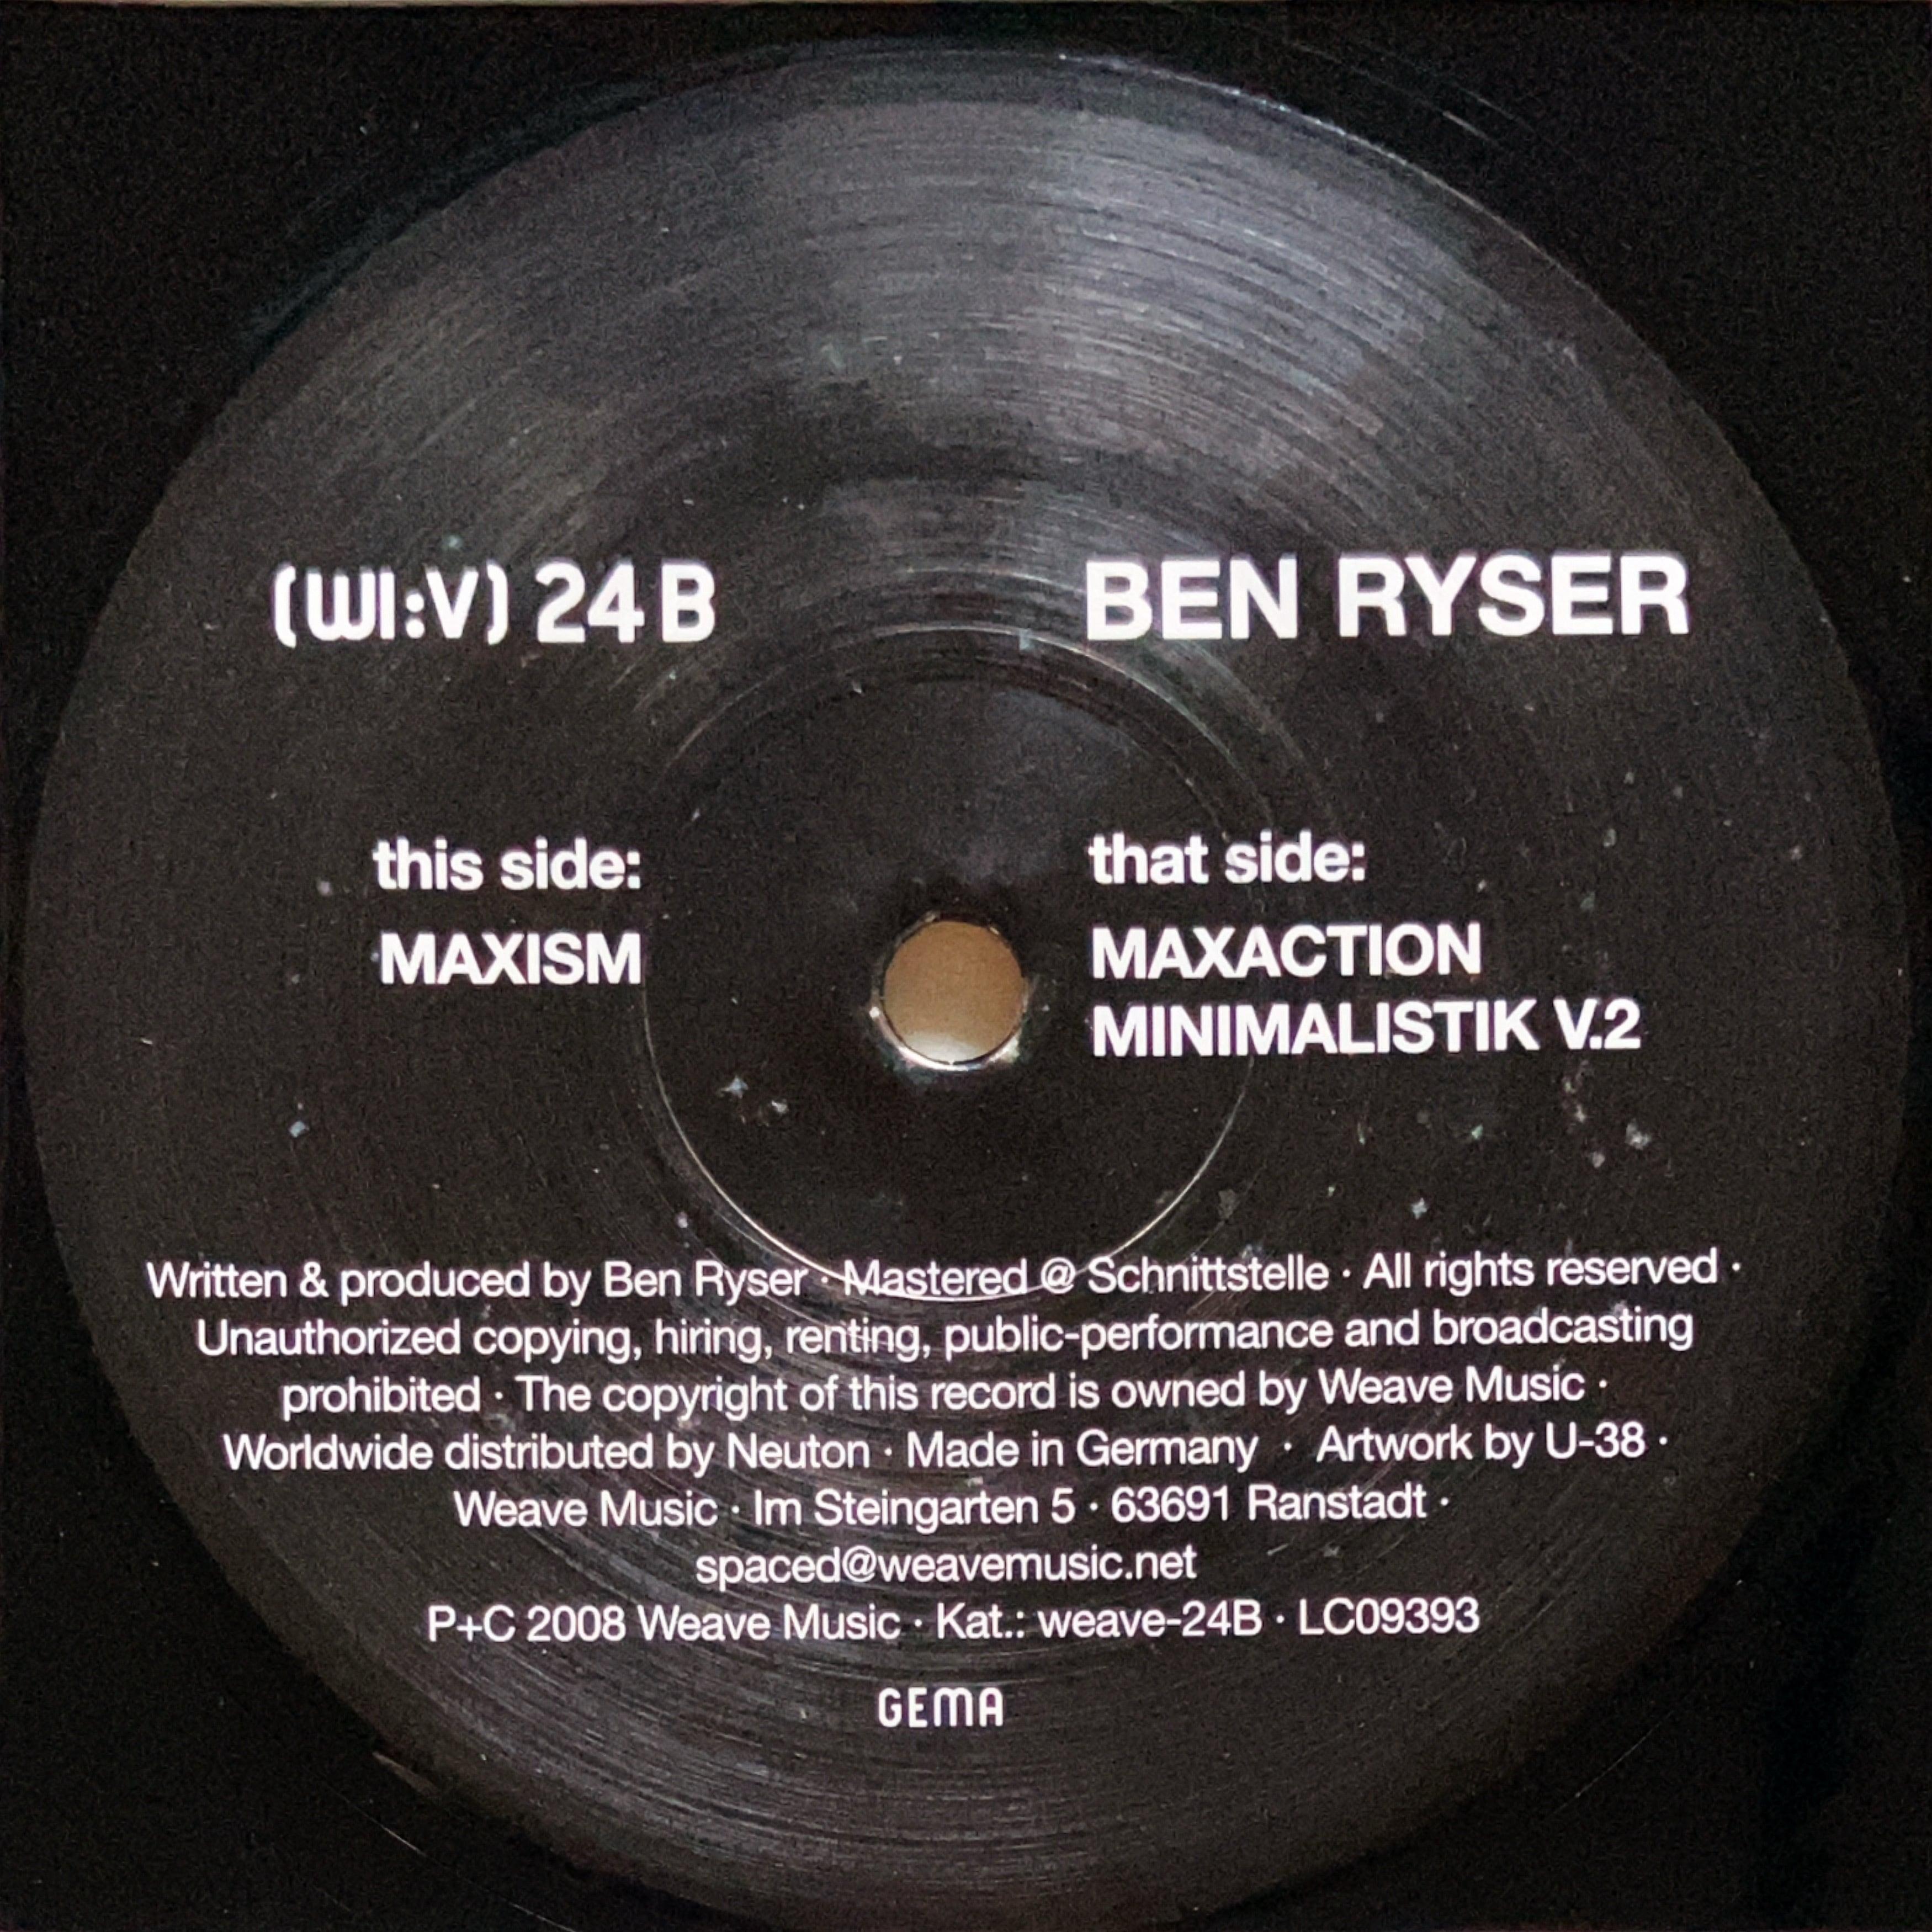 (WI:V) 24 B
BEN RYSER
this side:
MAXISM
that side:
MAXACTION
MINIMALISTIK V.2
Written & produced by Ben Ryser · Mastered @ Schnittstelle · All rights reserved ·
Unauthorized copying, hiring, renting, public-performance and broadcasting
prohibited · The copyright of this record is owned by Weave Music ·
Worldwide distributed by Neuton · Made in Germany · Artwork by U-38 ·
Weave Music · Im Steingarten 5 · 63691 Ranstadt ·
spaced@weavemusic.net
P+C 2008 Weave Music · Kat.: weave-24B · LC09393
GEMA